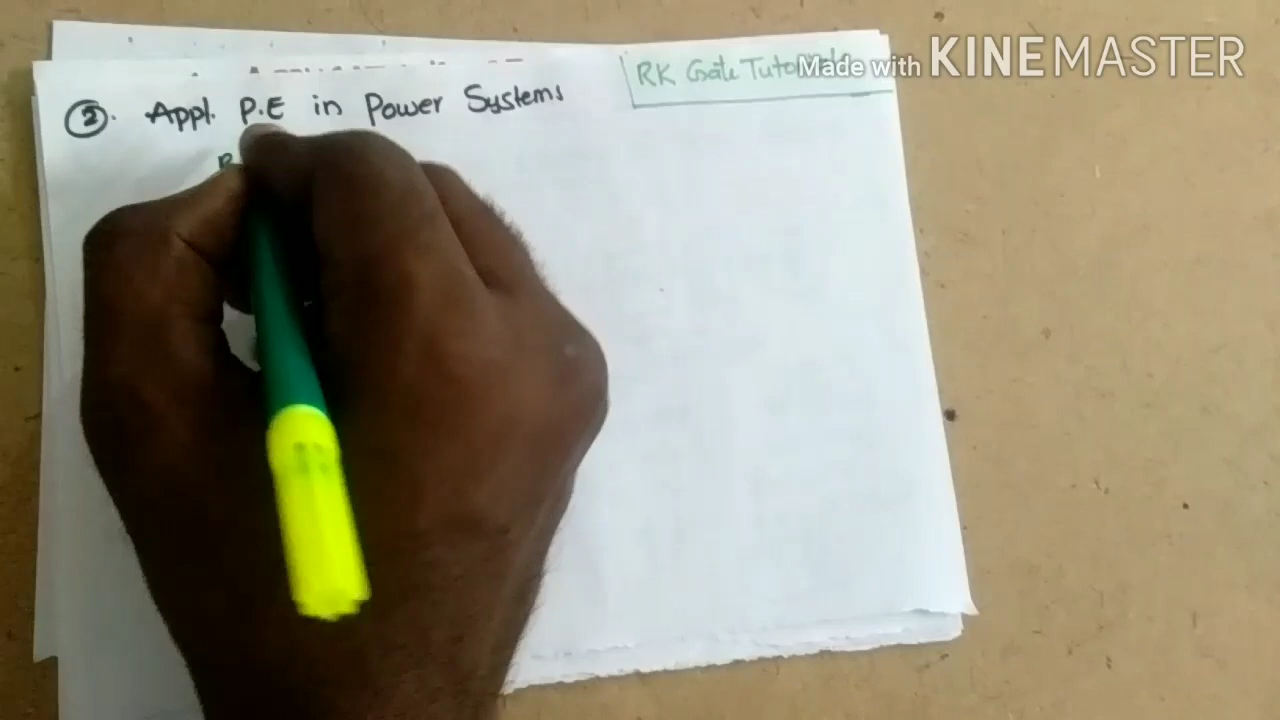 RK Gate Tutorials
Made with KINEMASTER
②. Appl. P.E in Power Systems